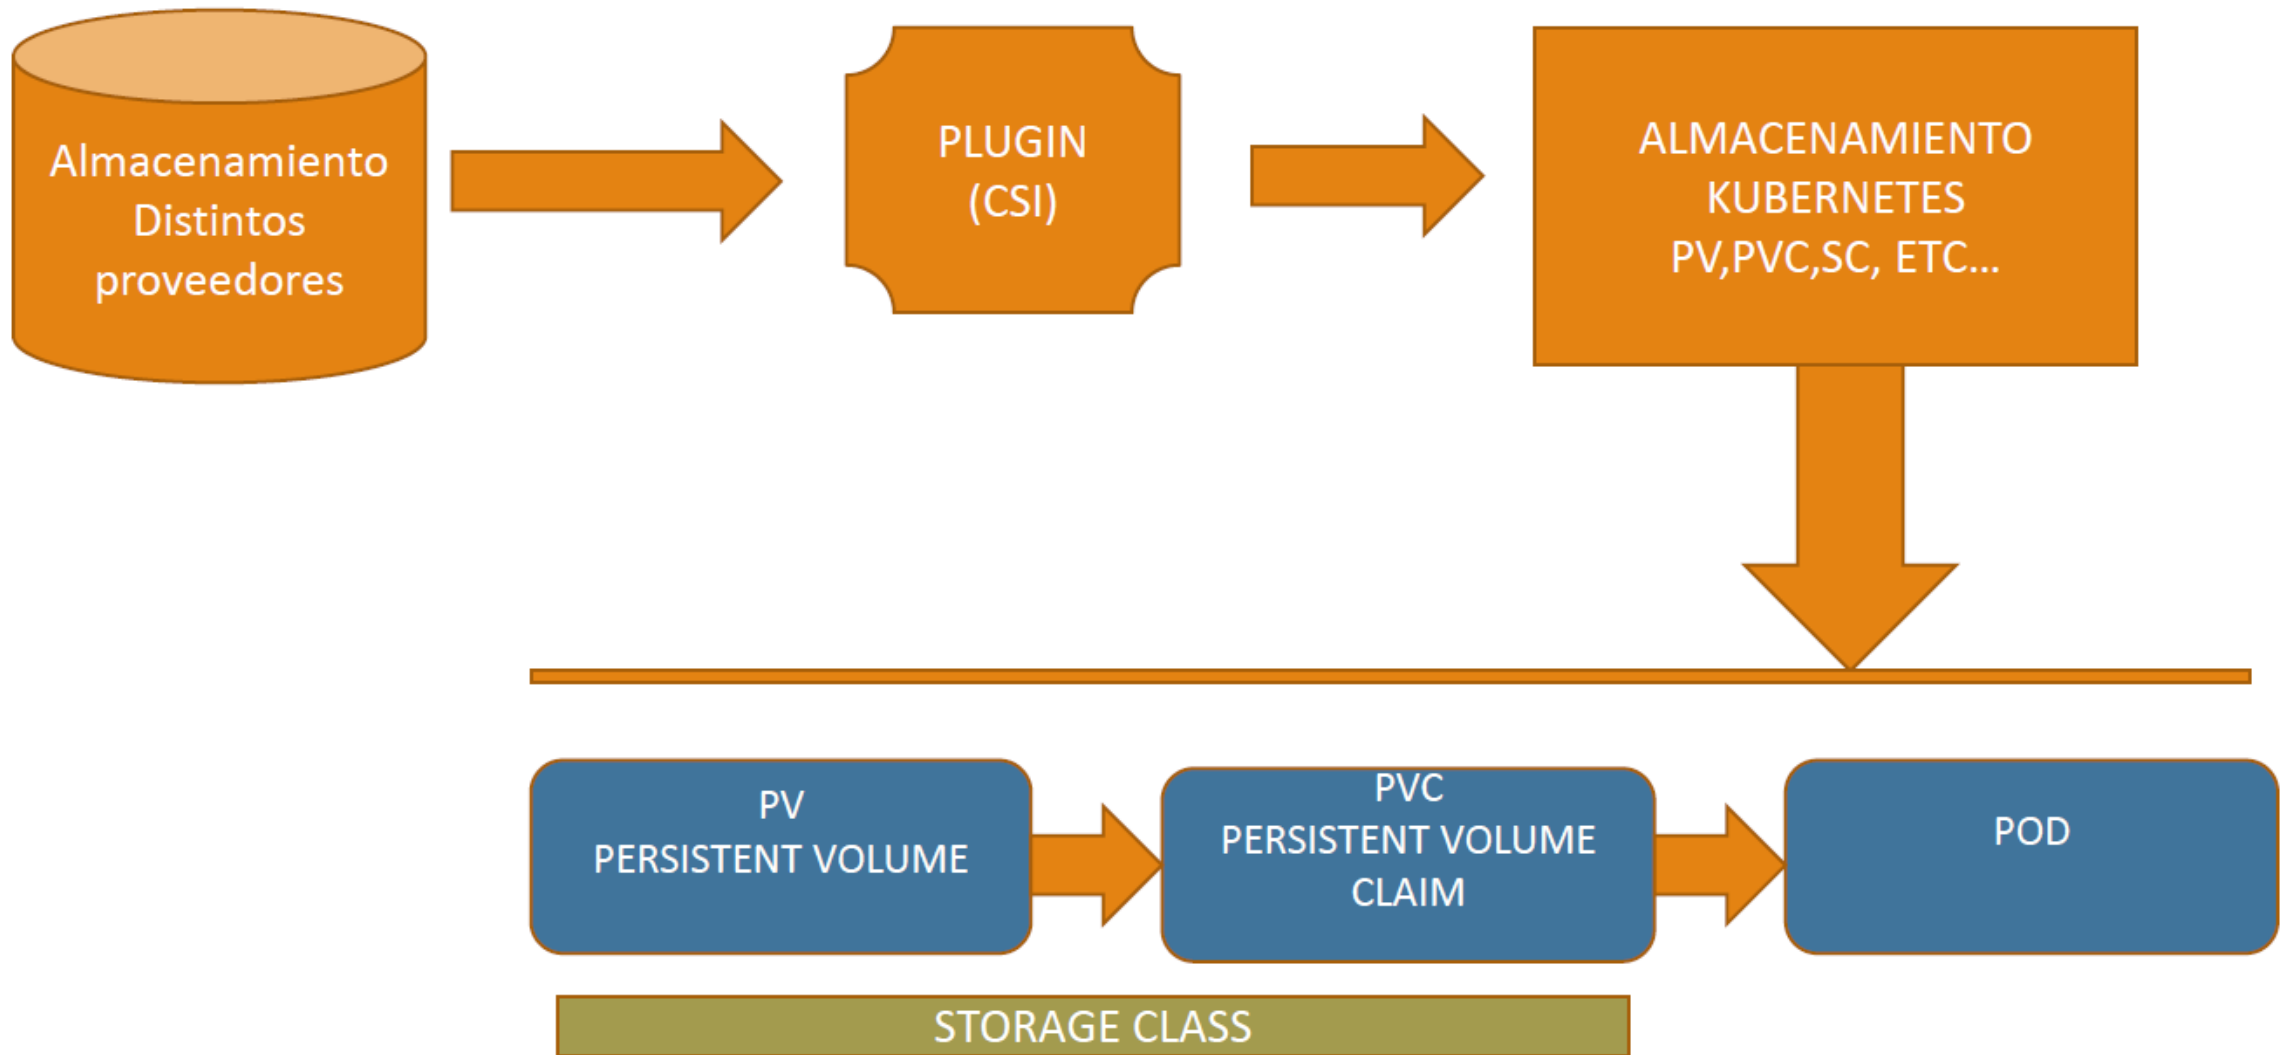 Almacenamiento
Distintos
proveedores
PLUGIN
(CSI)
ALMACENAMIENTO
KUBERNETES
PV,PVC,SC, ETC...
PV
PERSISTENT VOLUME
PVC
PERSISTENT VOLUME
CLAIM
POD
STORAGE CLASS